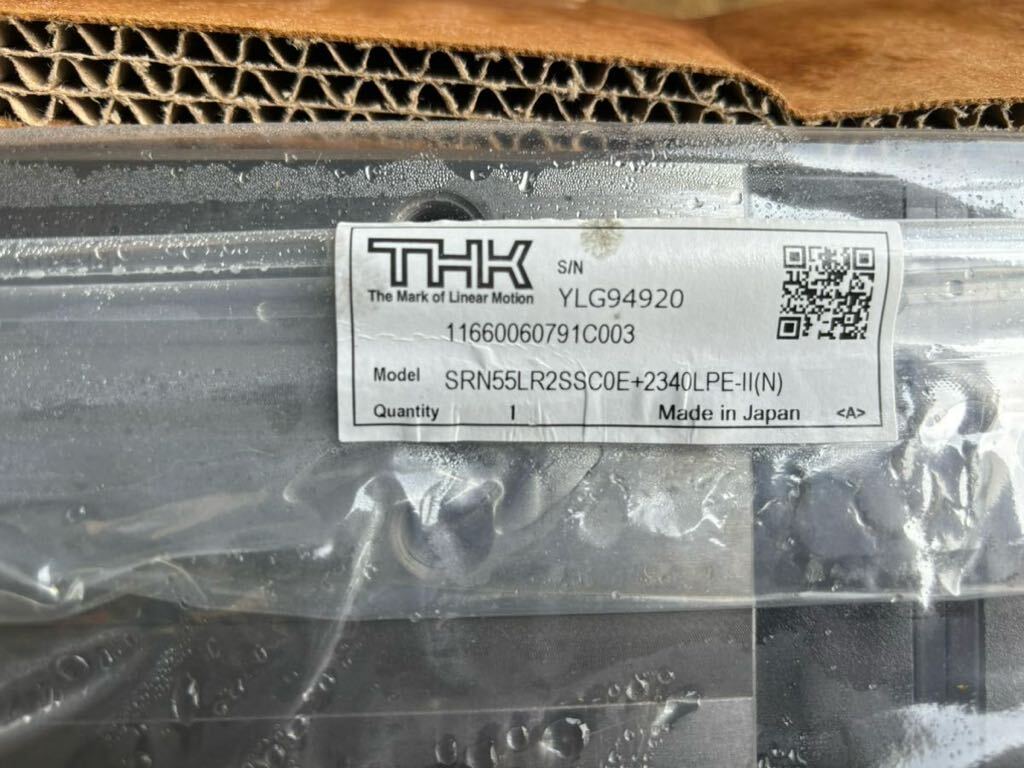 THK
The Mark of Linear Motion
S/N
YLG94920
11660060791C003
Model SRN55LR2SSC0E+2340LPE-II(N)
Quantity 1 Made in Japan <A>